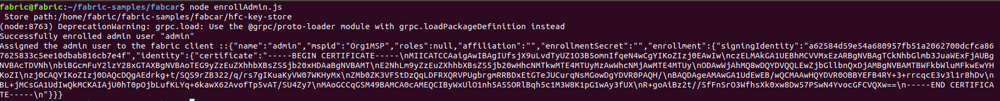 fabric@fabric:~/fabric-samples/fabcar$ node enrollAdmin.js
 Store path:/home/fabric/fabric-samples/fabcar/hfc-key-store
(node:8763) DeprecationWarning: grpc.load: Use the @grpc/proto-loader module with grpc.loadPackageDefinition instead
Successfully enrolled admin user "admin"
Assigned the admin user to the fabric client ::{"name":"admin","mspid":"Org1MSP","roles":null,"affiliation":"","enrollmentSecret":"","enrollment":{"signingIdentity":"a62584d59e54a680957fb51a2062700dcfca86
7625833c5ee10dbab816cb7e4f","identity":{"certificate":"-----BEGIN CERTIFICATE-----\nMIICATCCAaigAwIBAgIUfsjX9uLvdTyUZ1O3B5omnIfqeN4wCgYIKoZIzj0EAwIw\nczELMAkGA1UEBhMCVVMxEzARBgNVBAgTCkNhbGlmb3JuaWExFjAUBg
NVBAcTDVNh\nbiBGcmFuY2lzY28xGTAXBgNVBAoTEG9yZzEuZXhhbXBsZS5jb20xHDAaBgNVBAMT\nE2NhLm9yZzEuZXhhbXBsZS5jb20wHhcNMTkwMTE4MTUyMzAwWhcNMjAwMTE4MTUy\nODAwWjAhMQ8wDQYDVQQLEwZjbGllbnQxDjAMBgNVBAMTBWFkbWluMFkwEwYH
KoZI\nzj0CAQYIKoZIzj0DAQcDQgAEdrkg+t/SQS9rZB322/q/rs7gIKuaKyVW07WKHyMx\nZMb0ZK3VFStDzQqLDFRXQRVPUgbrgmRRBDxEtGTeJUCurqNsMGowDgYDVR0PAQH/\nBAQDAgeAMAwGA1UdEwEB/wQCMAAwHQYDVR0OBBYEFB4RY+3+rrcqcE3v3l1r8hDv\n
BL+jMCsGA1UdIwQkMCKAIAjU0hT0pOjbLufKLYq+6kawX62AvofTp5vAT/SU4Zy7\nMAoGCCqGSM49BAMCA0cAMEQCIByWxUlO1nh5A5SORlBqh5c1M3W8K1pG1wAy3fUX\nR+goAiBz2t//SfFnSrO3WfhsXk0xw8Dw57PSwN4YvocGFCVQXw==\n-----END CERTIFICA
TE-----\n"}}}